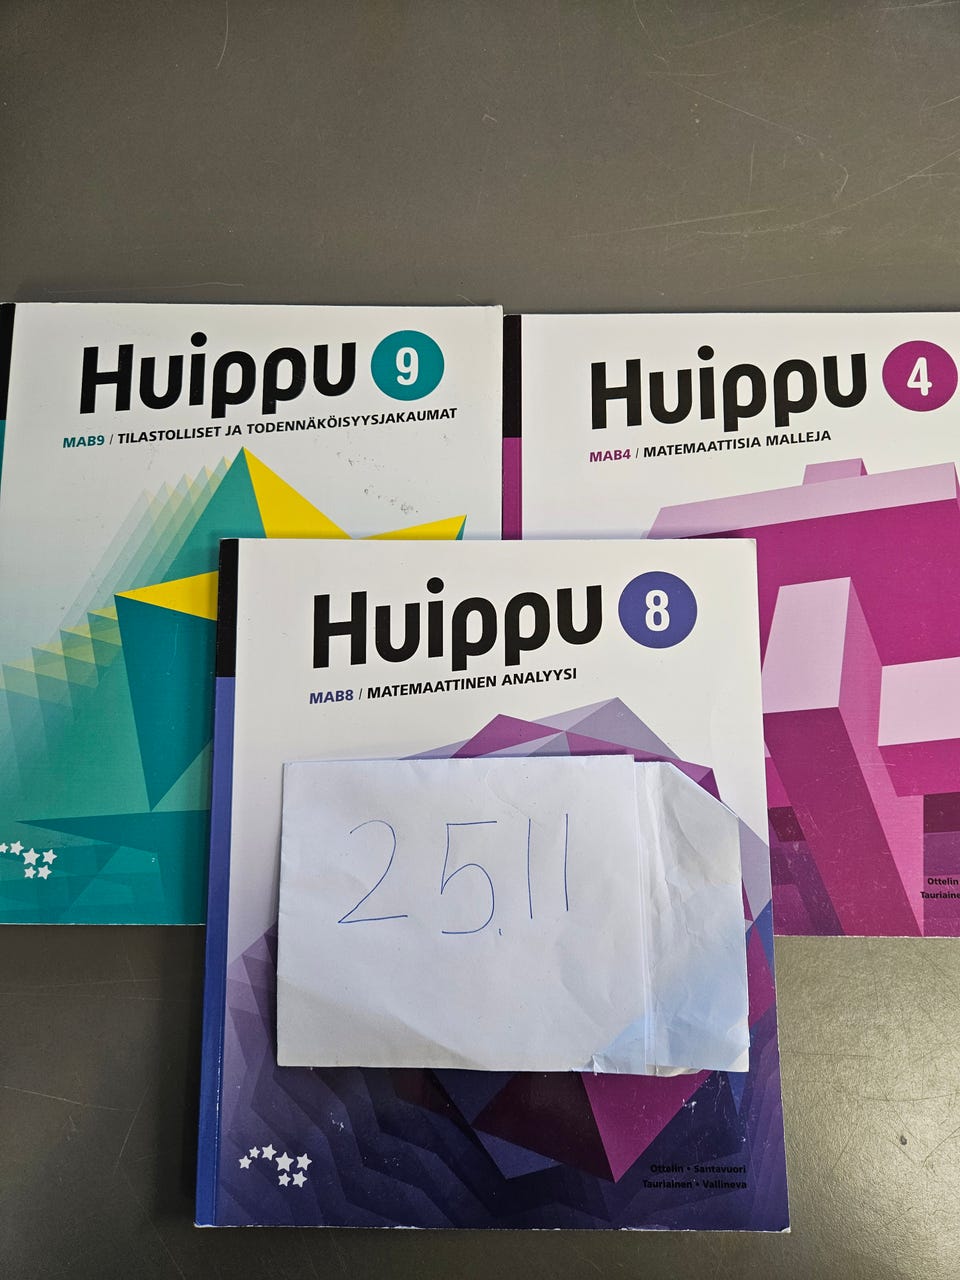 Huippu 9
MAB9 / TILASTOLLISET JA TODENNÄKÖISYYSJAKAUMAT
Huippu 4
MAB4 / MATEMAATTISIA MALLEJA
Ottelin
Huippu 8
MAB8 / MATEMAATTINEN ANALYYSI
25.11
Ottelin • Santavuori
Tauriainen • Vallineva